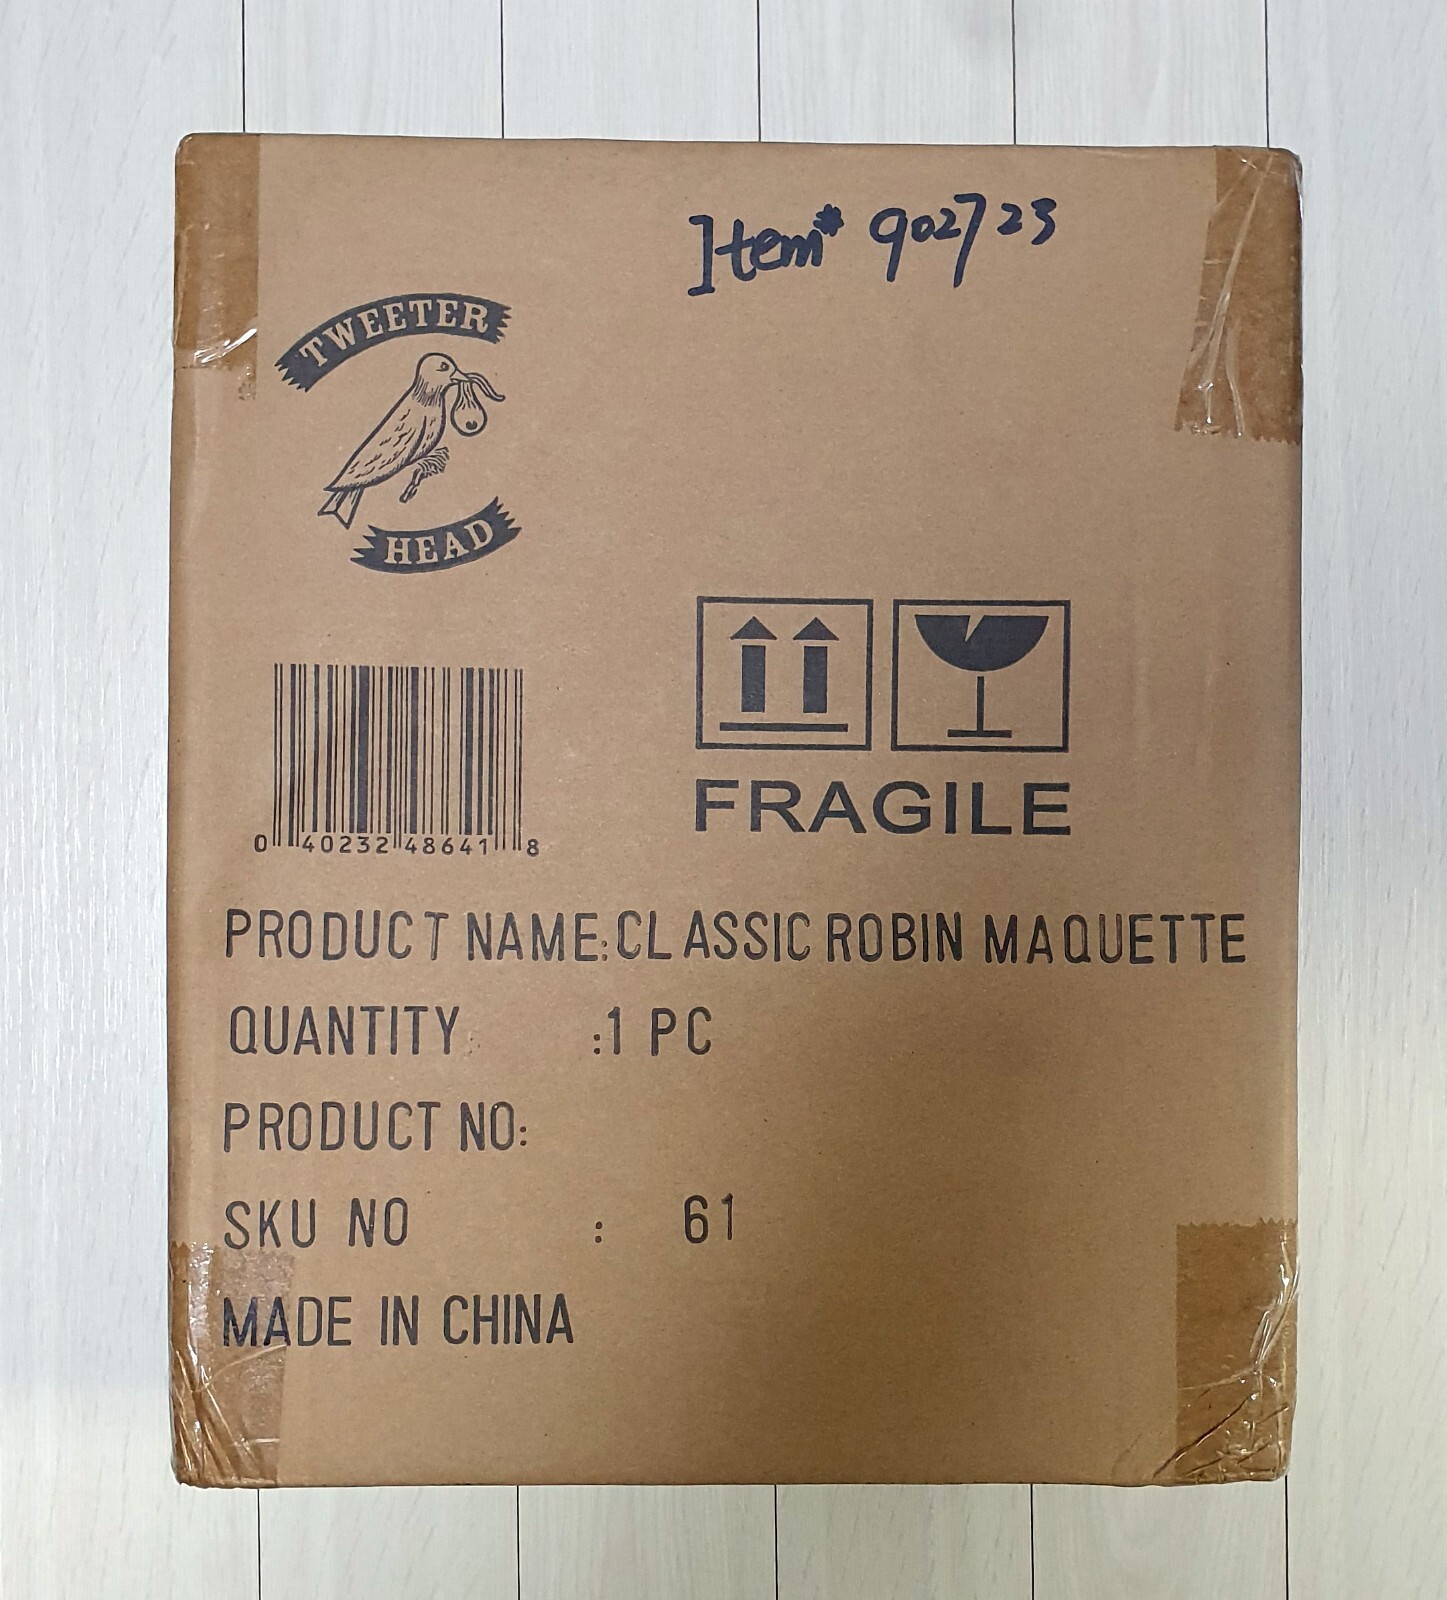 Item* 902723
TWEETER
HEAD
FRAGILE
0 40232 48641 8
PRODUCT NAME:CLASSIC ROBIN MAQUETTE
QUANTITY :1 PC
PRODUCT NO:
SKU NO : 61
MADE IN CHINA